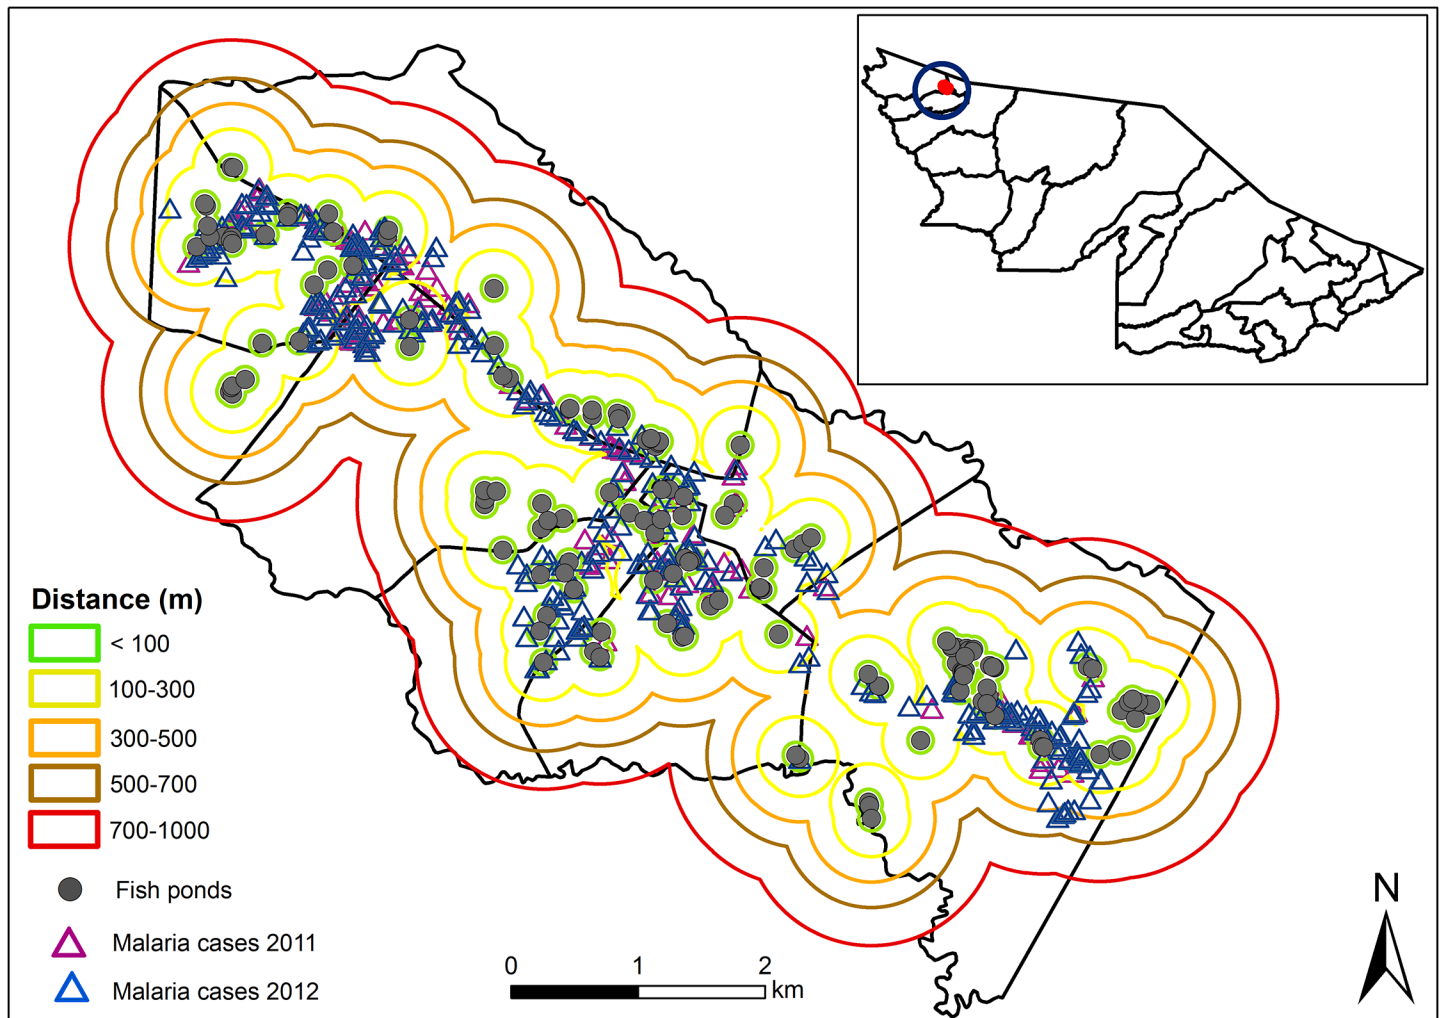 Distance (m)
< 100
100-300
300-500
500-700
700-1000
Fish ponds
Malaria cases 2011
Malaria cases 2012
0 1 2
km
N